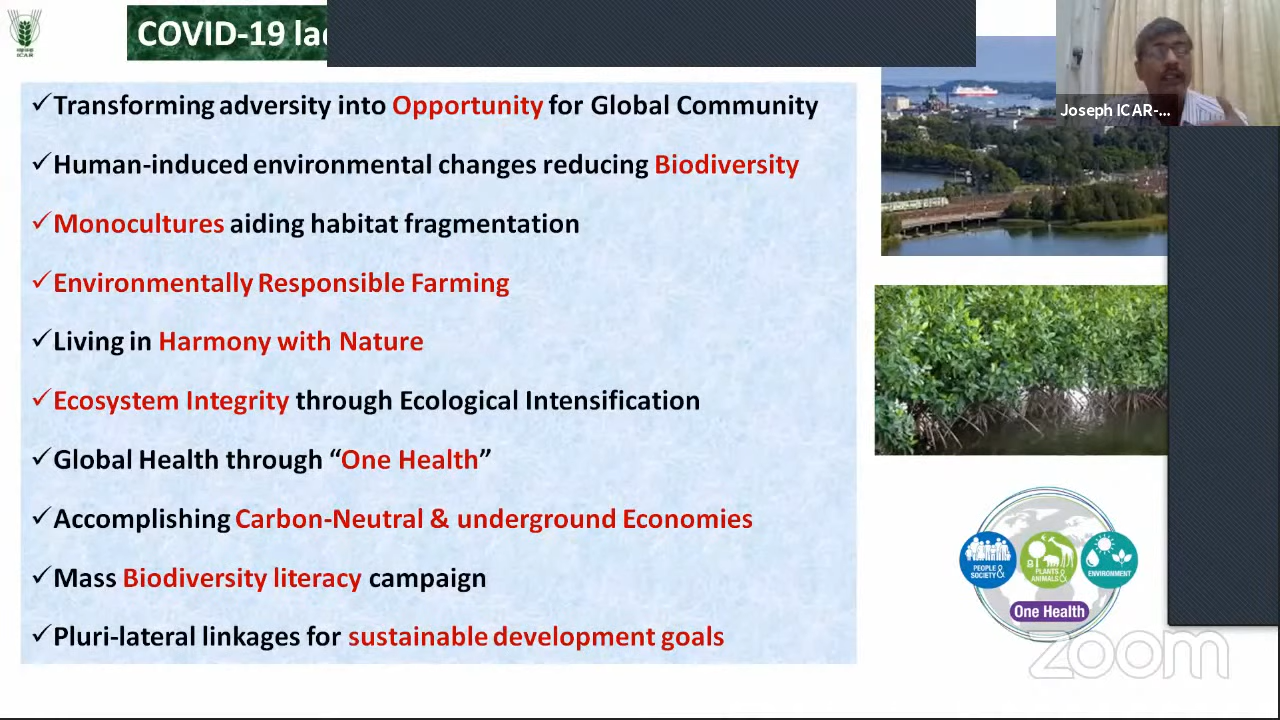 COVID-19
Joseph ICAR-...
ICAR
✓Transforming adversity into Opportunity for Global Community
✓Human-induced environmental changes reducing Biodiversity
✓Monocultures aiding habitat fragmentation
✓Environmentally Responsible Farming
✓Living in Harmony with Nature
✓Ecosystem Integrity through Ecological Intensification
✓Global Health through “One Health”
✓Accomplishing Carbon-Neutral & underground Economies
✓Mass Biodiversity literacy campaign
✓Pluri-lateral linkages for sustainable development goals
PEOPLE &
SOCIETY
PLANTS
ANIMALS &
ENVIRONMENT
One Health
zoom